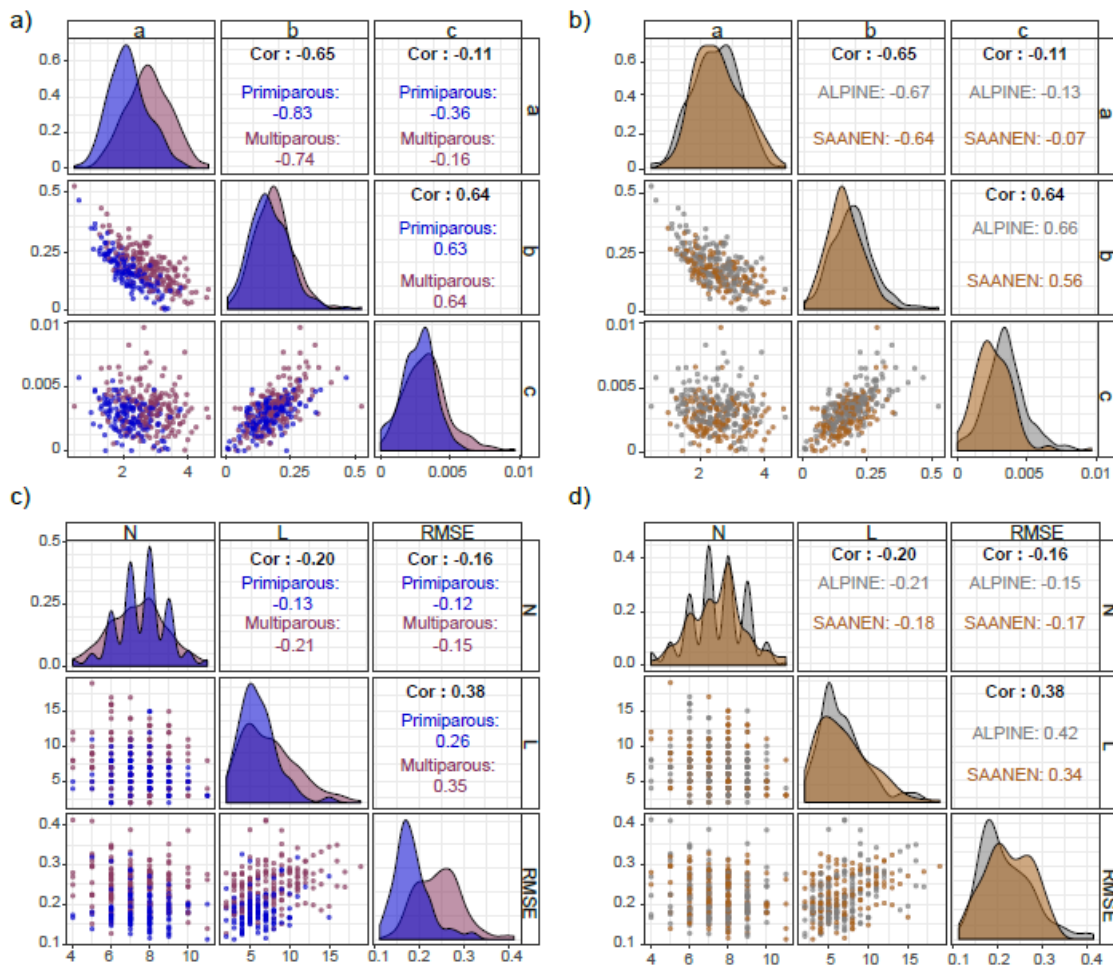 a)
a b c
0.6
0.4
0.2
0
Cor : -0.65
Primiparous:
-0.83
Multiparous:
-0.74
Cor : -0.11
Primiparous:
-0.36
Multiparous:
-0.16
a
0.5
0.25
0
Cor : 0.64
Primiparous:
0.63
Multiparous:
0.64
b
0.01
0.005
0
c
2 4 0 0.25 0.5 0 0.005 0.01
b)
a b c
0.6
0.4
0.2
0
Cor : -0.65
ALPINE: -0.67
SAANEN: -0.64
Cor : -0.11
ALPINE: -0.13
SAANEN: -0.07
a
0.5
0.25
0
Cor : 0.64
ALPINE: 0.66
SAANEN: 0.56
b
0.01
0.005
0
c
2 4 0 0.25 0.5 0 0.005 0.01
c)
N L RMSE
0.5
0.25
0.0
Cor : -0.20
Primiparous:
-0.13
Multiparous:
-0.21
Cor : -0.16
Primiparous:
-0.12
Multiparous:
-0.15
N
15
10
5
Cor : 0.38
Primiparous:
0.26
Multiparous:
0.35
L
0.4
0.3
0.2
0.1
RMSE
4 6 8 10 5 10 15 0.1 0.2 0.3 0.4
d)
N L RMSE
0.4
0.2
0.0
Cor : -0.20
ALPINE: -0.21
SAANEN: -0.18
Cor : -0.16
ALPINE: -0.15
SAANEN: -0.17
N
15
10
5
Cor : 0.38
ALPINE: 0.42
SAANEN: 0.34
L
0.4
0.3
0.2
0.1
RMSE
4 6 8 10 5 10 15 0.1 0.2 0.3 0.4